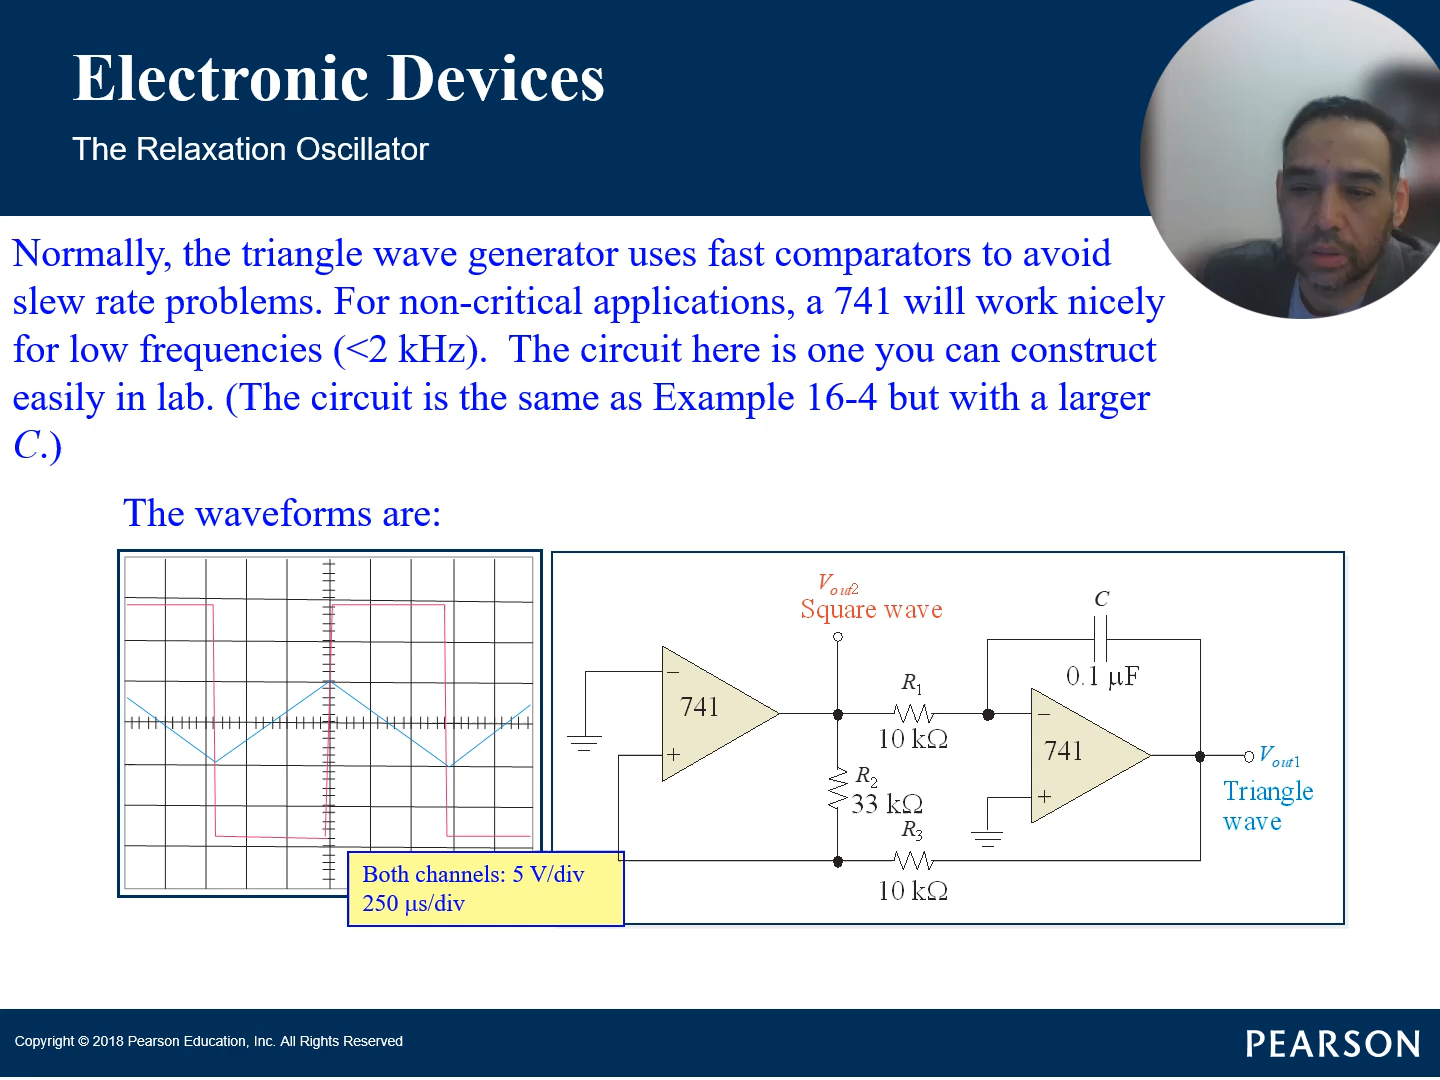 Electronic Devices
The Relaxation Oscillator
Normally, the triangle wave generator uses fast comparators to avoid
slew rate problems. For non-critical applications, a 741 will work nicely
for low frequencies (<2 kHz).  The circuit here is one you can construct
easily in lab. (The circuit is the same as Example 16-4 but with a larger
C.)
The waveforms are:
Both channels: 5 V/div
250 μs/div
Vout2
Square wave
C
0.1 μF
−
741
+
R1
10 kΩ
R2
33 kΩ
R3
10 kΩ
−
741
+
Vout1
Triangle
wave
Copyright © 2018 Pearson Education, Inc. All Rights Reserved
PEARSON